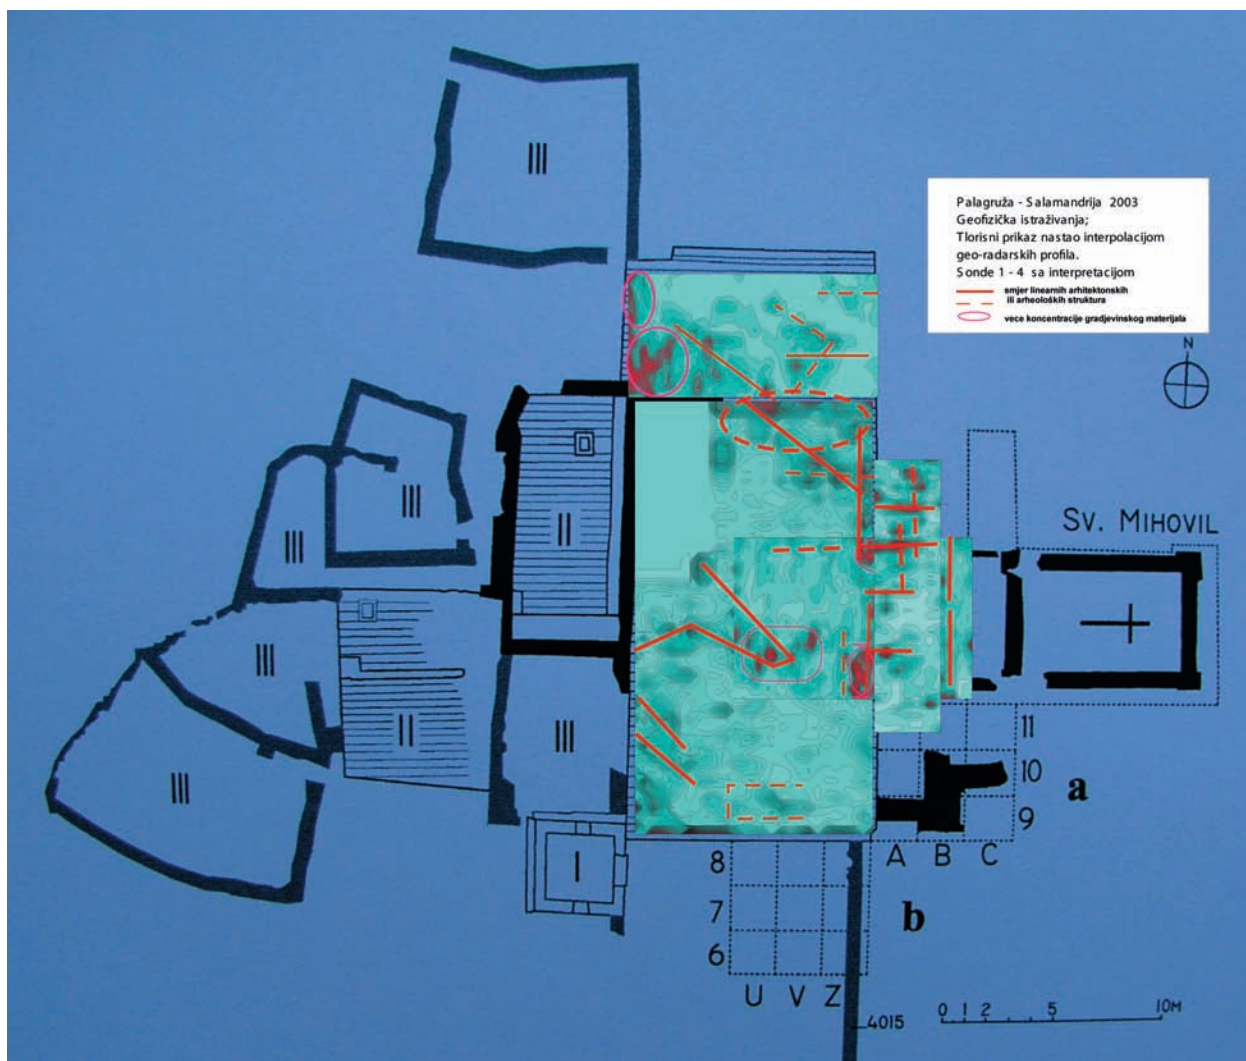 III
Palagruža - Salamandrija 2003
Geofizička istraživanja;
Tlorisni prikaz nastao interpolacijom
geo-radarskih profila.
Sonde 1 - 4 sa interpretacijom
smjer linearnih arhitektonskih
ili arheoloških struktura
vece koncentracije gradjevinskog materijala
N
III
II
SV. MIHOVIL
III
III
II
III
11
III
10
a
9
I
8
A B C
7
b
6
U V Z
4015
0 1 2 5 10M